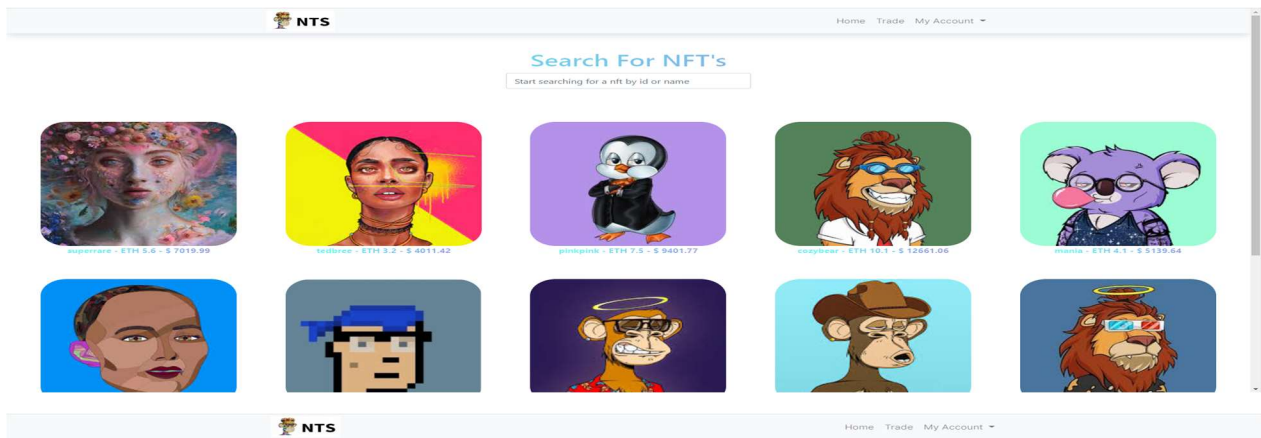 NTS Home Trade My Account
Search For NFT's
Start searching for a nft by id or name
superrare - ETH 5.6 - $ 7019.99
txdbree - ETH 3.2 - $ 4011.42
pinkpink - ETH 7.5 - $ 9401.77
cozybear - ETH 10.1 - $ 12661.06
mania - ETH 4.1 - $ 5139.64
NTS Home Trade My Account